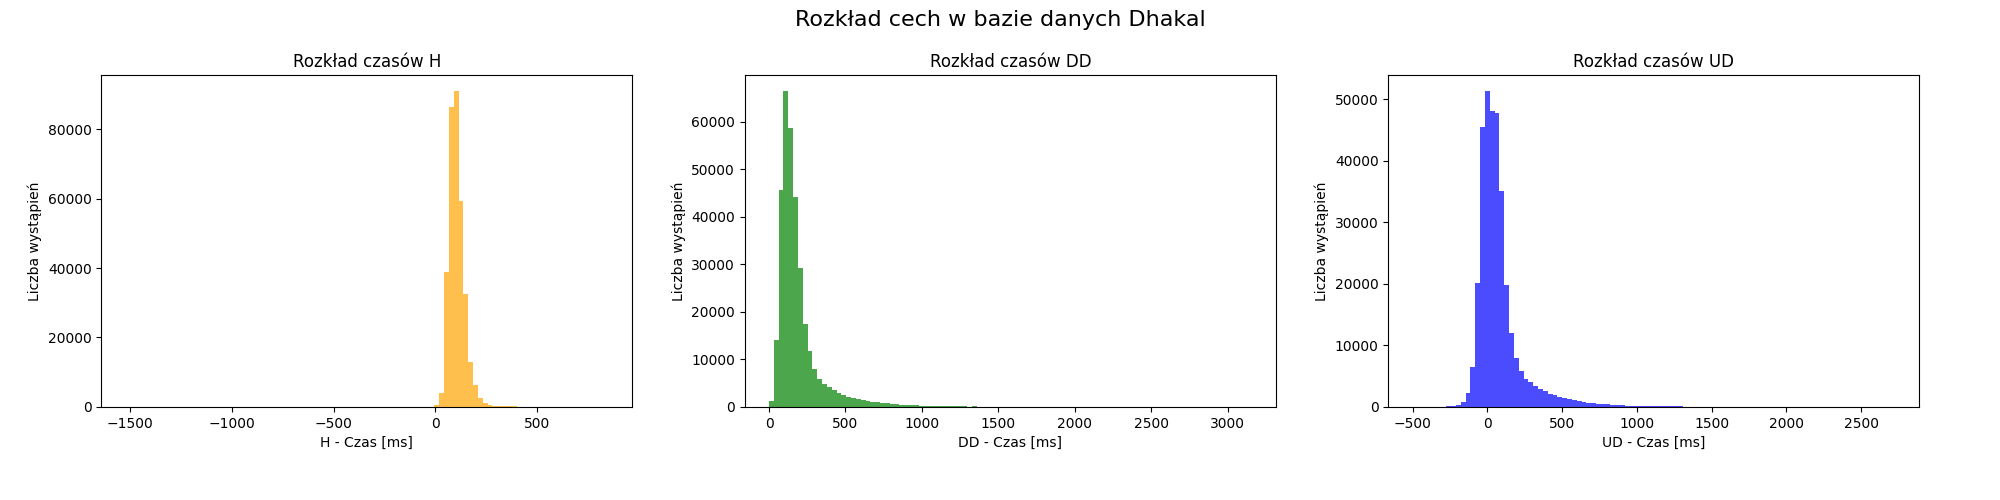 Rozkład cech w bazie danych Dhakal
Rozkład czasów H
Liczba wystąpień
80000
60000
40000
20000
0
−1500 −1000 −500 0 500
H - Czas [ms]
Rozkład czasów DD
Liczba wystąpień
60000
50000
40000
30000
20000
10000
0
0 500 1000 1500 2000 2500 3000
DD - Czas [ms]
Rozkład czasów UD
Liczba wystąpień
50000
40000
30000
20000
10000
0
−500 0 500 1000 1500 2000 2500
UD - Czas [ms]